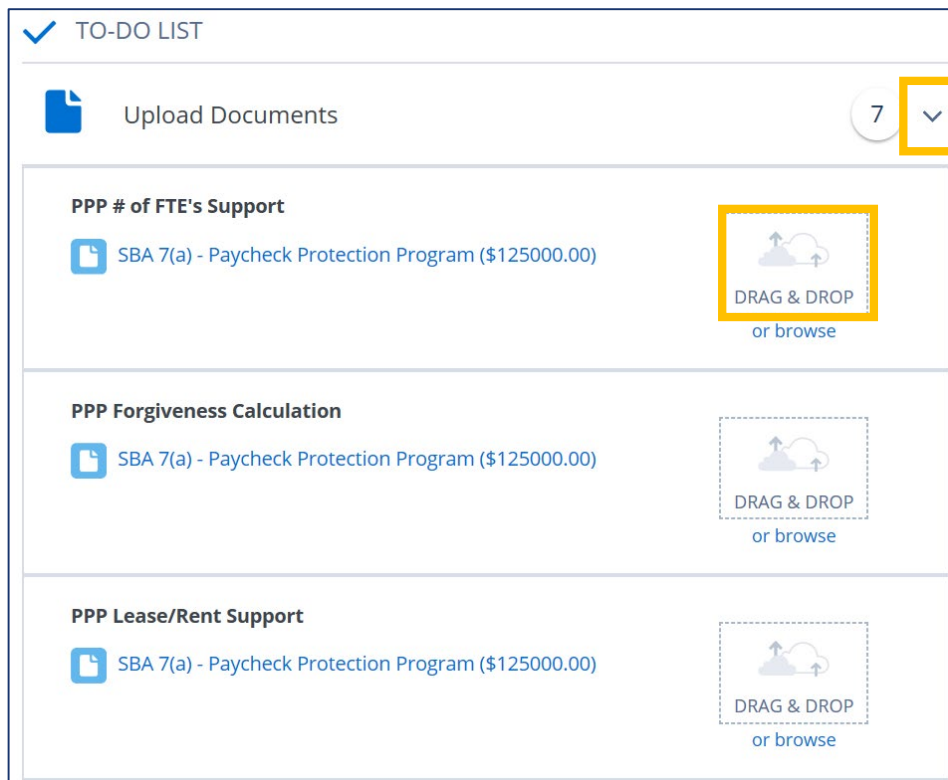 TO-DO LIST
Upload Documents 7
PPP # of FTE's Support
SBA 7(a) - Paycheck Protection Program ($125000.00)
DRAG & DROP
or browse
PPP Forgiveness Calculation
SBA 7(a) - Paycheck Protection Program ($125000.00)
DRAG & DROP
or browse
PPP Lease/Rent Support
SBA 7(a) - Paycheck Protection Program ($125000.00)
DRAG & DROP
or browse